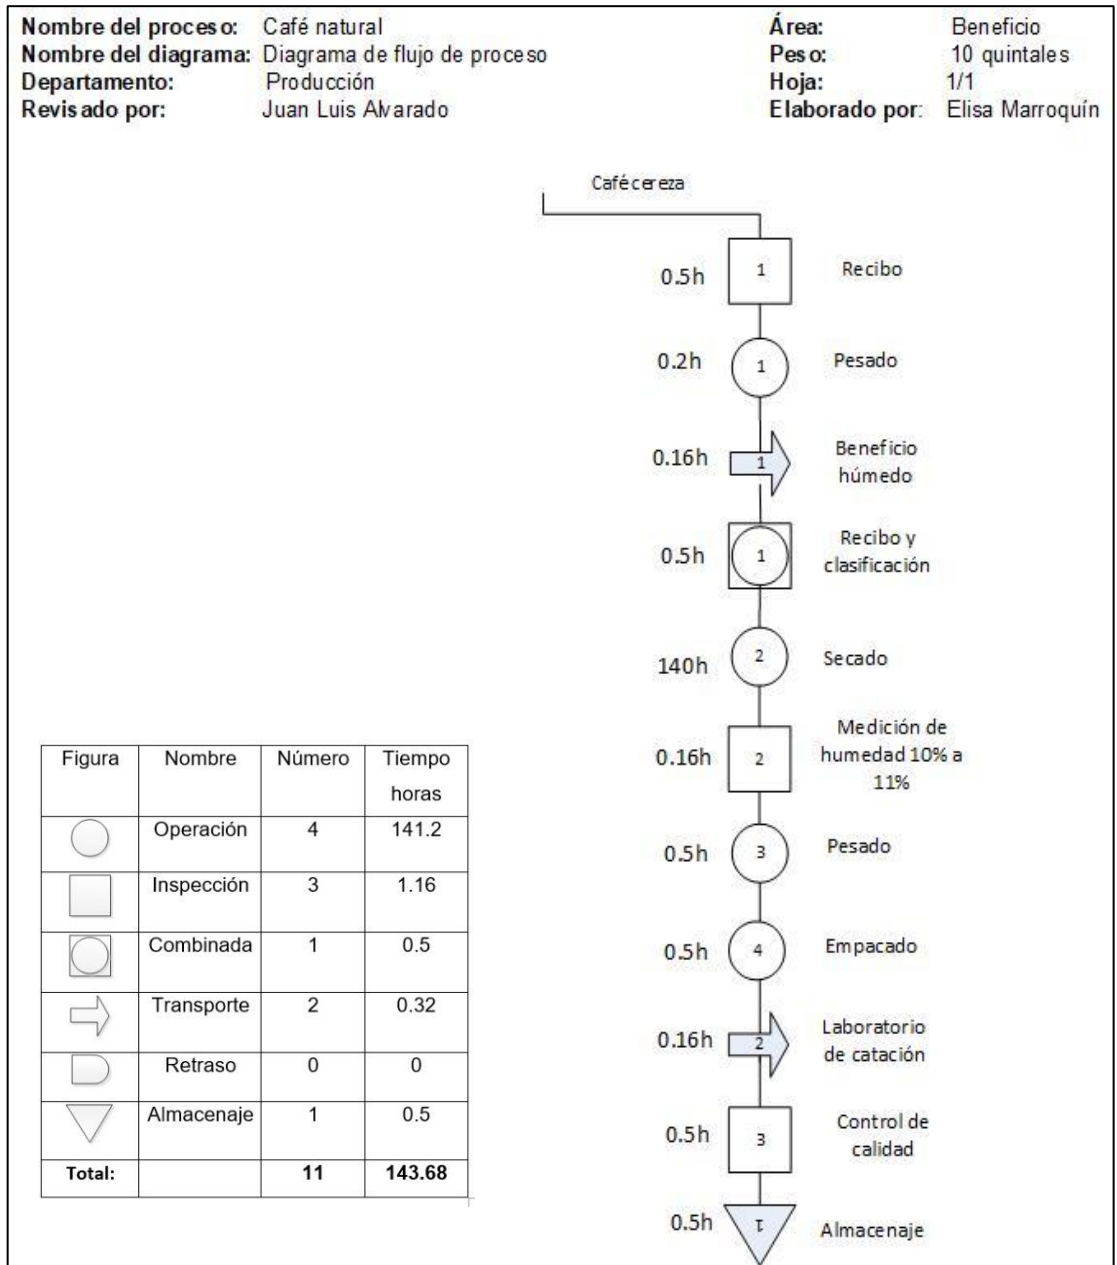 Nombre del proceso: Café natural
Nombre del diagrama: Diagrama de flujo de proceso
Departamento: Producción
Revisado por: Juan Luis Alvarado
Área: Beneficio
Peso: 10 quintales
Hoja: 1/1
Elaborado por: Elisa Marroquín
Café cereza
0.5h 1 Recibo
0.2h 1 Pesado
0.16h 1 Beneficio
húmedo
0.5h 1 Recibo y
clasificación
140h 2 Secado
0.16h 2 Medición de
humedad 10% a
11%
0.5h 3 Pesado
0.5h 4 Empacado
0.16h 2 Laboratorio
de catación
0.5h 3 Control de
calidad
0.5h 1 Almacenaje
Figura Nombre Número Tiempo
horas
Operación 4 141.2
Inspección 3 1.16
Combinada 1 0.5
Transporte 2 0.32
Retraso 0 0
Almacenaje 1 0.5
Total: 11 143.68